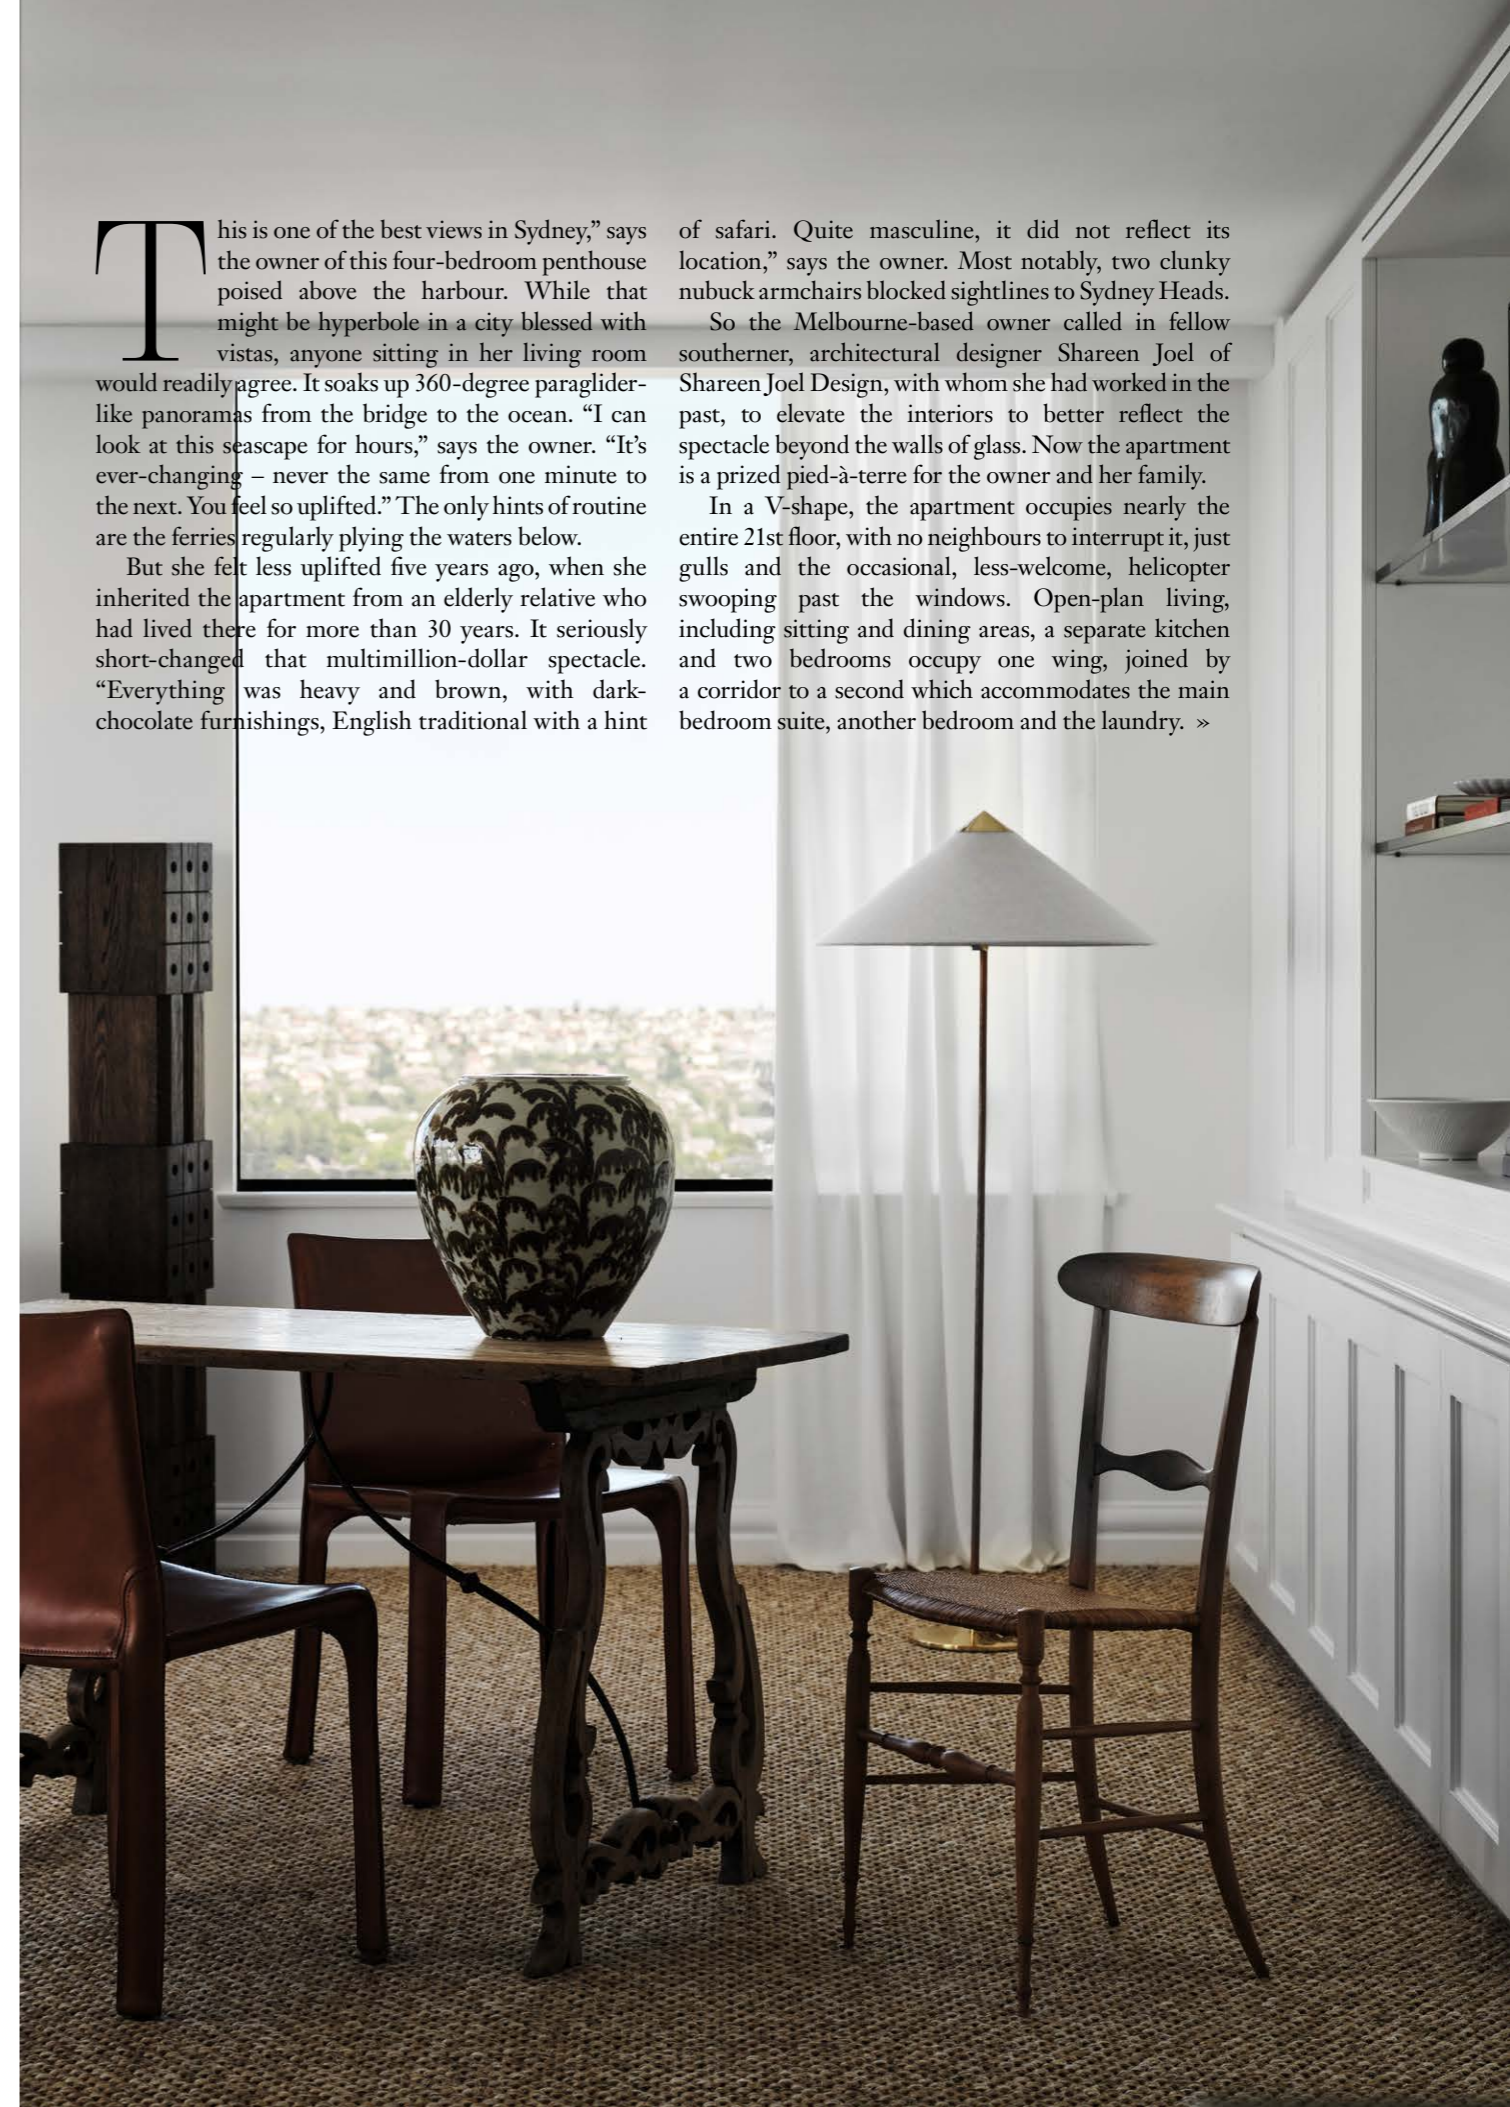 This is one of the best views in Sydney,” says
the owner of this four-bedroom penthouse
poised above the harbour. While that
might be hyperbole in a city blessed with
vistas, anyone sitting in her living room
would readily agree. It soaks up 360-degree paraglider-
like panoramas from the bridge to the ocean. “I can
look at this seascape for hours,” says the owner. “It’s
ever-changing – never the same from one minute to
the next. You feel so uplifted.” The only hints of routine
are the ferries regularly plying the waters below.
But she felt less uplifted five years ago, when she
inherited the apartment from an elderly relative who
had lived there for more than 30 years. It seriously
short-changed that multimillion-dollar spectacle.
“Everything was heavy and brown, with dark-
chocolate furnishings, English traditional with a hint
of safari. Quite masculine, it did not reflect its
location,” says the owner. Most notably, two clunky
nubuck armchairs blocked sightlines to Sydney Heads.
So the Melbourne-based owner called in fellow
southerner, architectural designer Shareen Joel of
Shareen Joel Design, with whom she had worked in the
past, to elevate the interiors to better reflect the
spectacle beyond the walls of glass. Now the apartment
is a prized pied-à-terre for the owner and her family.
In a V-shape, the apartment occupies nearly the
entire 21st floor, with no neighbours to interrupt it, just
gulls and the occasional, less-welcome, helicopter
swooping past the windows. Open-plan living,
including sitting and dining areas, a separate kitchen
and two bedrooms occupy one wing, joined by
a corridor to a second which accommodates the main
bedroom suite, another bedroom and the laundry. »